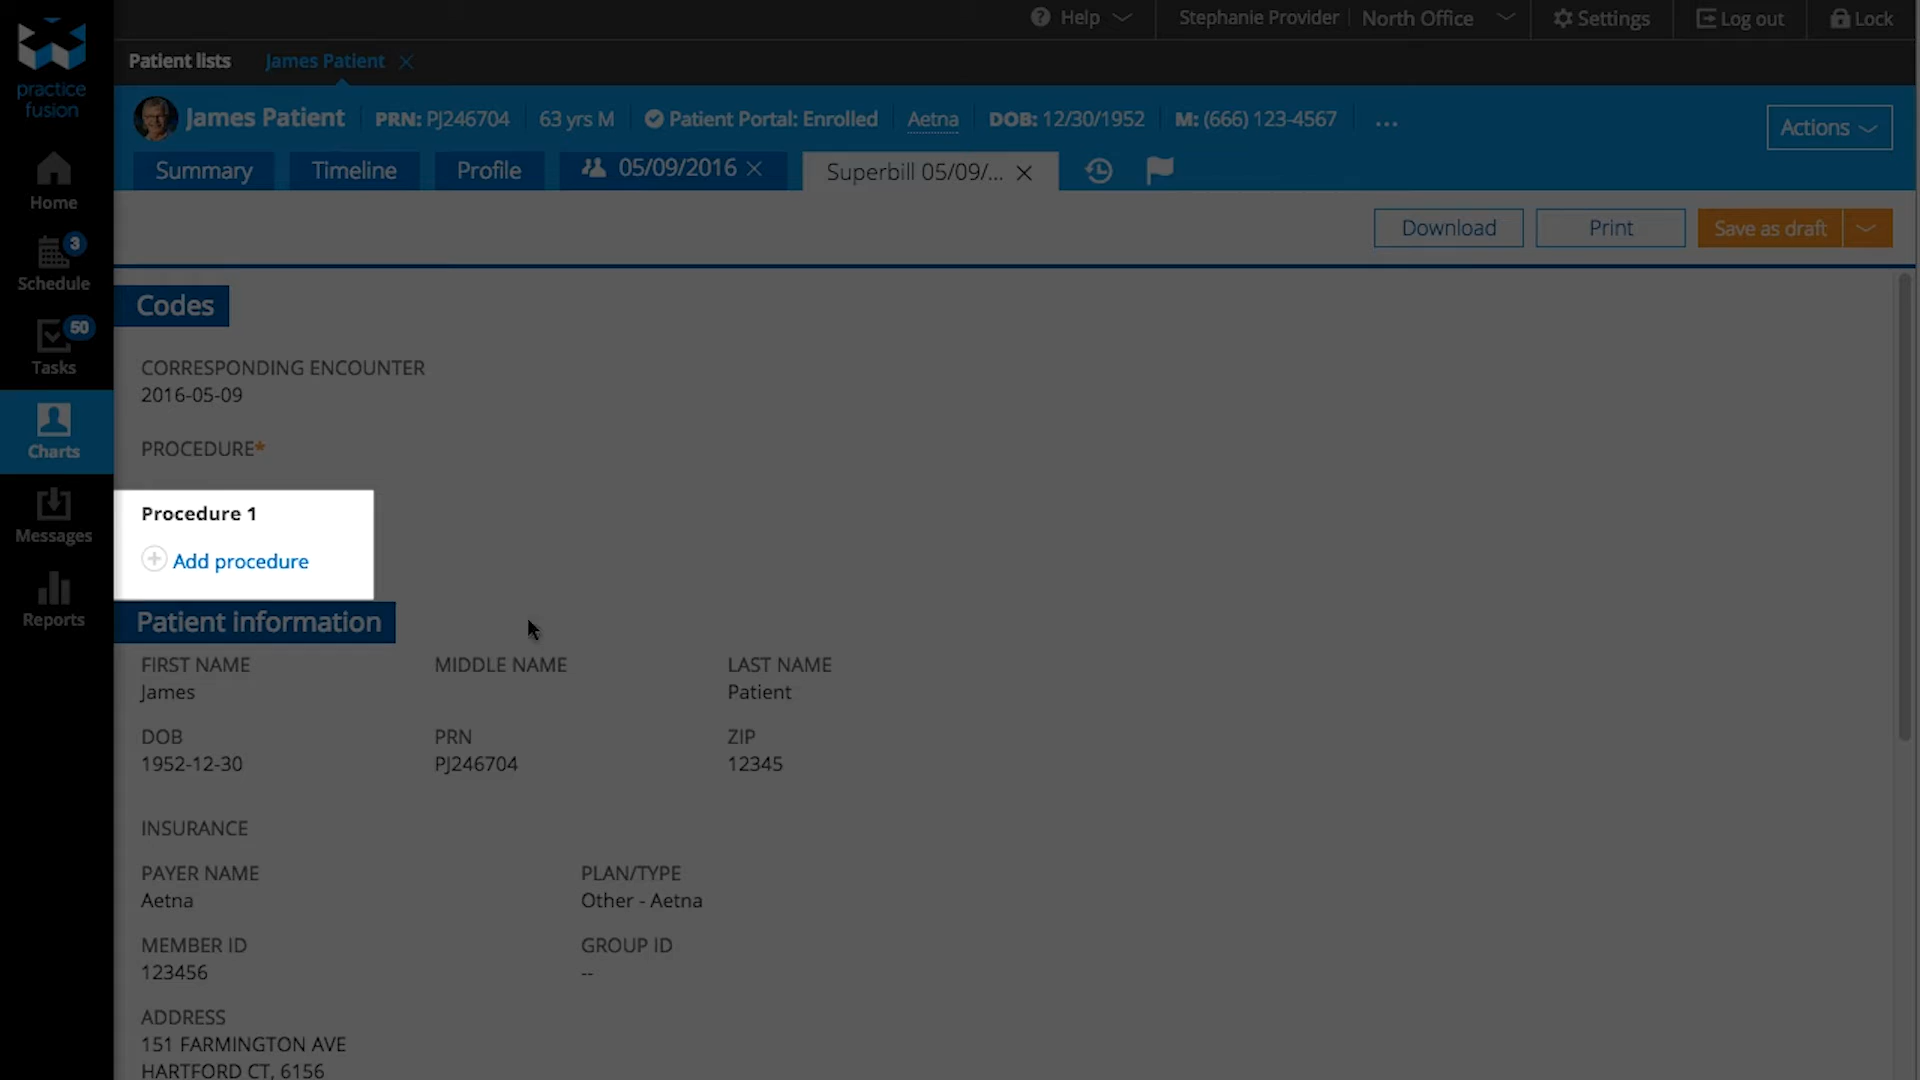 Help
Stephanie Provider
North Office
Settings
Log out
Lock
practice
fusion
Patient lists
James Patient
James Patient
PRN: PJ246704
63 yrs M
Patient Portal: Enrolled
Aetna
DOB: 12/30/1952
M: (666) 123-4567
...
Actions
Summary
Timeline
Profile
05/09/2016
Superbill 05/09/...
Home
3
Schedule
50
Tasks
Charts
Messages
Reports
Download
Print
Save as draft
Codes
CORRESPONDING ENCOUNTER
2016-05-09
PROCEDURE*
Procedure 1
Add procedure
Patient information
FIRST NAME
James
MIDDLE NAME
LAST NAME
Patient
DOB
1952-12-30
PRN
PJ246704
ZIP
12345
INSURANCE
PAYER NAME
Aetna
PLAN/TYPE
Other - Aetna
MEMBER ID
123456
GROUP ID
--
ADDRESS
151 FARMINGTON AVE
HARTFORD CT, 6156